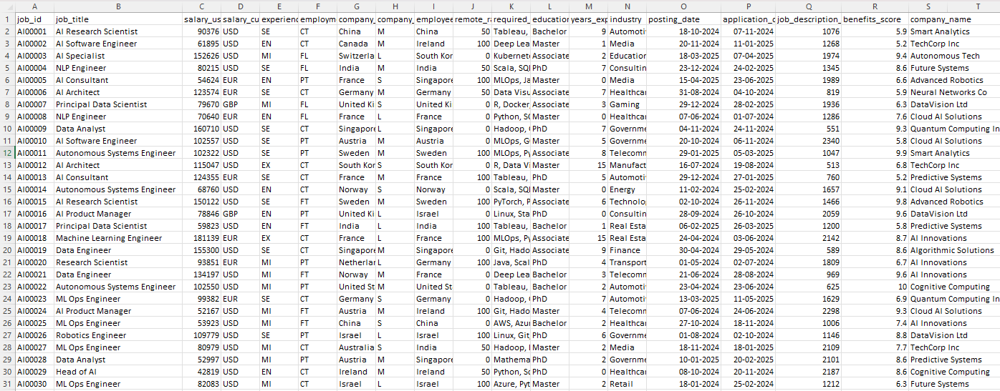 A B C D E F G H I J K L M N O P Q R S T
1 job_id job_title salary_us salary_cu experienc employm company_ company_ employee remote_ra required_ education years_exp industry posting_date application_d job_description_ benefits_score company_name
2 AI00001 AI Research Scientist 90376 USD SE CT China M China 50 Tableau, Bachelor 9 Automoti 18-10-2024 07-11-2024 1076 5.9 Smart Analytics
3 AI00002 AI Software Engineer 61895 USD EN CT Canada M Ireland 100 Deep Lea Master 1 Media 20-11-2024 11-01-2025 1268 5.2 TechCorp Inc
4 AI00003 AI Specialist 152626 USD MI FL Switzerla L South Kor 0 Kubernet Associate 2 Education 18-03-2025 07-04-2025 1974 9.4 Autonomous Tech
5 AI00004 NLP Engineer 80215 USD SE FL India M India 50 Scala, SQl PhD 7 Consultin 23-12-2024 24-02-2025 1345 8.6 Future Systems
6 AI00005 AI Consultant 54624 EUR EN PT France S Singapore 100 MLOps, Ja Master 0 Media 15-04-2025 23-06-2025 1989 6.6 Advanced Robotics
7 AI00006 AI Architect 123574 EUR SE CT Germany M Germany 50 Data Visu Associate 7 Healthcar 31-08-2024 04-10-2024 819 5.9 Neural Networks Co
8 AI00007 Principal Data Scientist 79670 GBP MI FL United Ki S United Ki 0 R, Docker, Associate 3 Gaming 29-12-2024 28-02-2025 1936 6.3 DataVision Ltd
9 AI00008 NLP Engineer 70640 EUR EN FL France L France 0 Python, SC Master 0 Healthcar 07-06-2024 01-07-2024 1286 7.6 Cloud AI Solutions
10 AI00009 Data Analyst 160710 USD SE CT Singapore L Singapore 0 Hadoop, PhD 7 Governme 04-11-2024 24-11-2024 551 9.3 Quantum Computing In
11 AI00010 AI Software Engineer 102557 USD SE PT Austria M Austria 0 MLOps, G Master 5 Governme 20-10-2024 06-11-2024 2340 5.8 Cloud AI Solutions
12 AI00011 Autonomous Systems Engineer 102322 USD SE PT Sweden M Sweden 100 MLOps, Py Associate 8 Telecomm 29-01-2025 05-03-2025 1047 9.9 Smart Analytics
13 AI00012 AI Architect 115047 USD EX CT South Kor S South Kor 0 R, Data Vi Master 15 Manufact 16-07-2024 19-08-2024 513 6.8 TechCorp Inc
14 AI00013 AI Consultant 124355 EUR SE CT France M France 100 Tableau, PhD 5 Automoti 29-12-2024 27-01-2025 760 5.2 Predictive Systems
15 AI00014 Autonomous Systems Engineer 68760 USD EN CT Norway S Norway 0 Scala, SQl Master 0 Energy 11-02-2024 25-02-2024 1657 9.1 Cloud AI Solutions
16 AI00015 AI Research Scientist 150122 USD SE FT Sweden M Sweden 100 PyTorch, P Associate 6 Technolo 02-10-2024 26-11-2024 1466 9.8 Advanced Robotics
17 AI00016 AI Product Manager 78846 GBP EN PT United Ki L Israel 0 Linux, Sta PhD 0 Consultin 28-09-2024 26-10-2024 2059 9.6 DataVision Ltd
18 AI00017 Principal Data Scientist 59823 USD EN FT India L India 100 Tableau, Bachelor 1 Real Esta 06-02-2025 26-03-2025 1200 5.8 Predictive Systems
19 AI00018 Machine Learning Engineer 181139 EUR EX CT France L France 100 MLOps, Py Associate 15 Real Esta 24-04-2024 03-06-2024 2142 8.7 AI Innovations
20 AI00019 Data Engineer 155300 USD SE CT Singapore M Singapore 0 Git, Hado Associate 9 Finance 30-04-2024 29-05-2024 589 8.6 Algorithmic Solutions
21 AI00020 Research Scientist 93851 EUR MI PT Netherlar L Germany 100 Java, Scal PhD 4 Transport 01-05-2024 02-07-2024 1809 6.7 AI Innovations
22 AI00021 Data Engineer 134197 USD MI FT Norway M France 0 Deep Lea Bachelor 3 Telecomm 21-06-2024 28-08-2024 969 9.6 AI Innovations
23 AI00022 Autonomous Systems Engineer 102550 USD MI PT United St M United St 0 Tableau, Bachelor 2 Automoti 23-04-2024 23-06-2024 625 10 Cognitive Computing
24 AI00023 ML Ops Engineer 99382 EUR SE CT Germany S Germany 0 Hadoop, PhD 7 Automoti 13-03-2025 11-05-2025 1629 6.9 Quantum Computing In
25 AI00024 AI Product Manager 52167 USD MI FT Austria M Ireland 100 Git, Hado Master 4 Telecomm 07-06-2024 24-06-2024 2298 9.3 Cloud AI Solutions
26 AI00025 ML Ops Engineer 53923 USD MI FT China S China 0 AWS, Azu Bachelor 2 Healthcar 27-10-2024 18-11-2024 1006 7.4 AI Innovations
27 AI00026 Robotics Engineer 109779 USD SE PT Israel L Israel 100 Linux, Git, PhD 6 Governme 01-08-2024 02-10-2024 1146 8.8 DataVision Ltd
28 AI00027 ML Ops Engineer 80979 USD MI CT Australia S India 50 Hadoop, Master 2 Media 18-11-2024 18-01-2025 2109 7.7 TechCorp Inc
29 AI00028 Data Analyst 52997 USD MI PT Austria M Singapore 0 Mathema PhD 2 Governme 10-01-2025 20-02-2025 2101 8.6 Predictive Systems
30 AI00029 Head of AI 42819 USD EN CT Ireland M Ireland 50 Python, Sc PhD 0 Healthcar 08-10-2024 20-11-2024 2187 8.6 Cognitive Computing
31 AI00030 ML Ops Engineer 82083 USD MI CT Israel L Israel 100 Azure, Pyt Master 2 Retail 18-01-2024 25-02-2024 1212 6.3 Future Systems